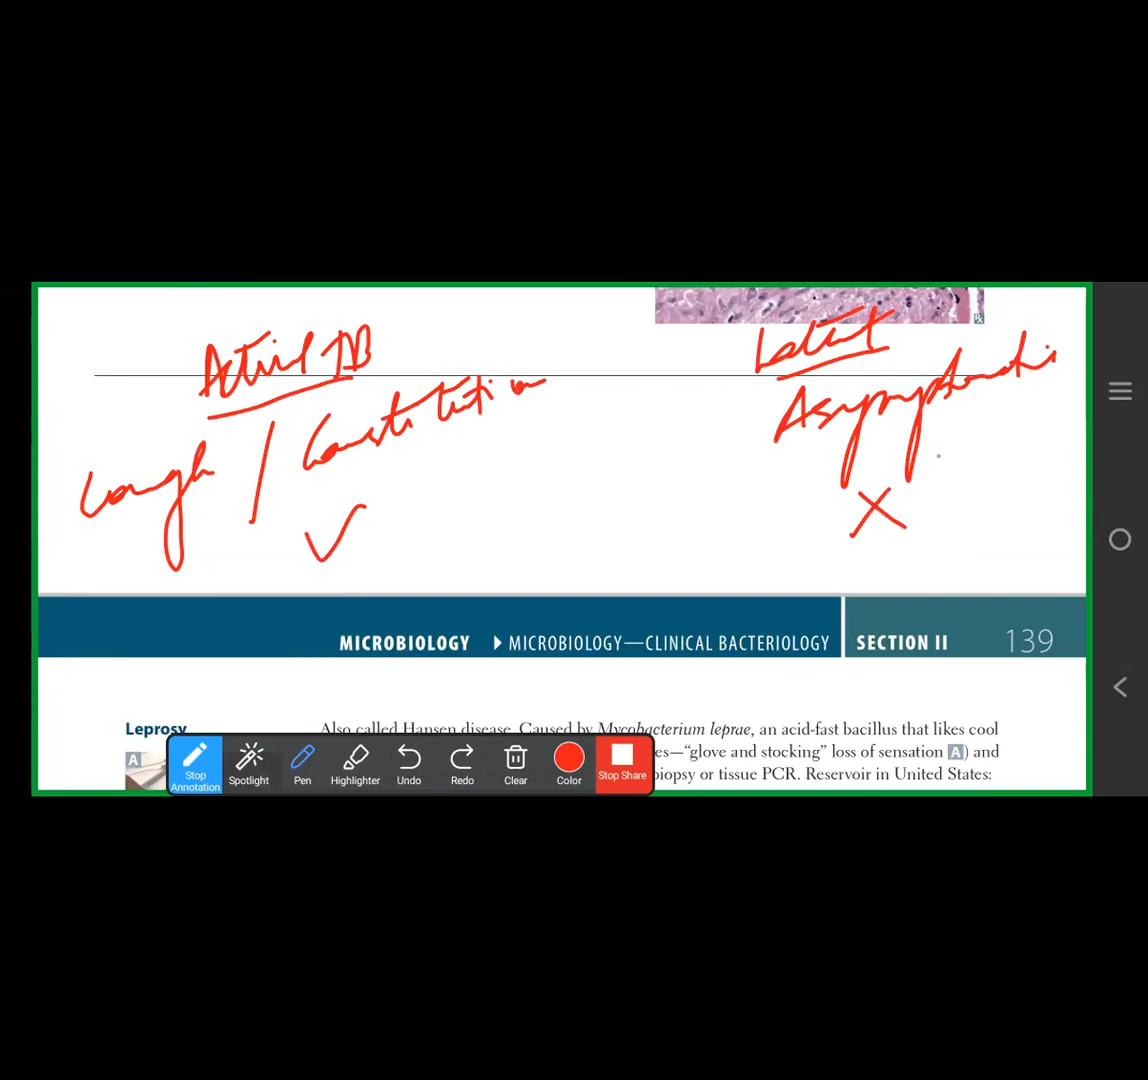 Active TB
Latent
Cough / Constitution
Asymptomatic
MICROBIOLOGY ▶ MICROBIOLOGY—CLINICAL BACTERIOLOGY SECTION II 139
Leprosy Also called Hansen disease. Caused by Mycobacterium leprae, an acid-fast bacillus that likes cool
A es—“glove and stocking” loss of sensation A) and
biopsy or tissue PCR. Reservoir in United States:
Stop Annotation
Spotlight
Pen
Highlighter
Undo
Redo
Clear
Color
Stop Share